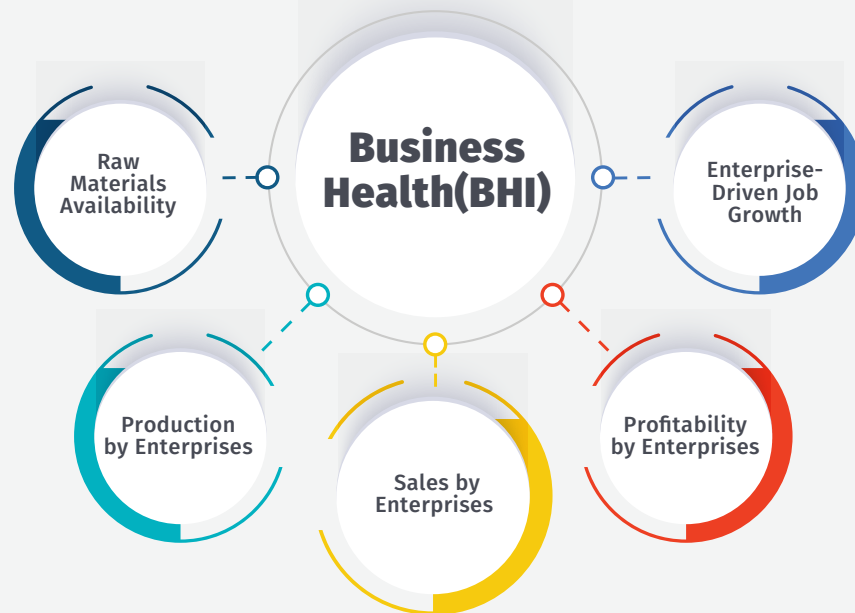 Business
Health(BHI)
Raw
Materials
Availability
Enterprise-
Driven Job
Growth
Production
by Enterprises
Sales by
Enterprises
Profitability
by Enterprises